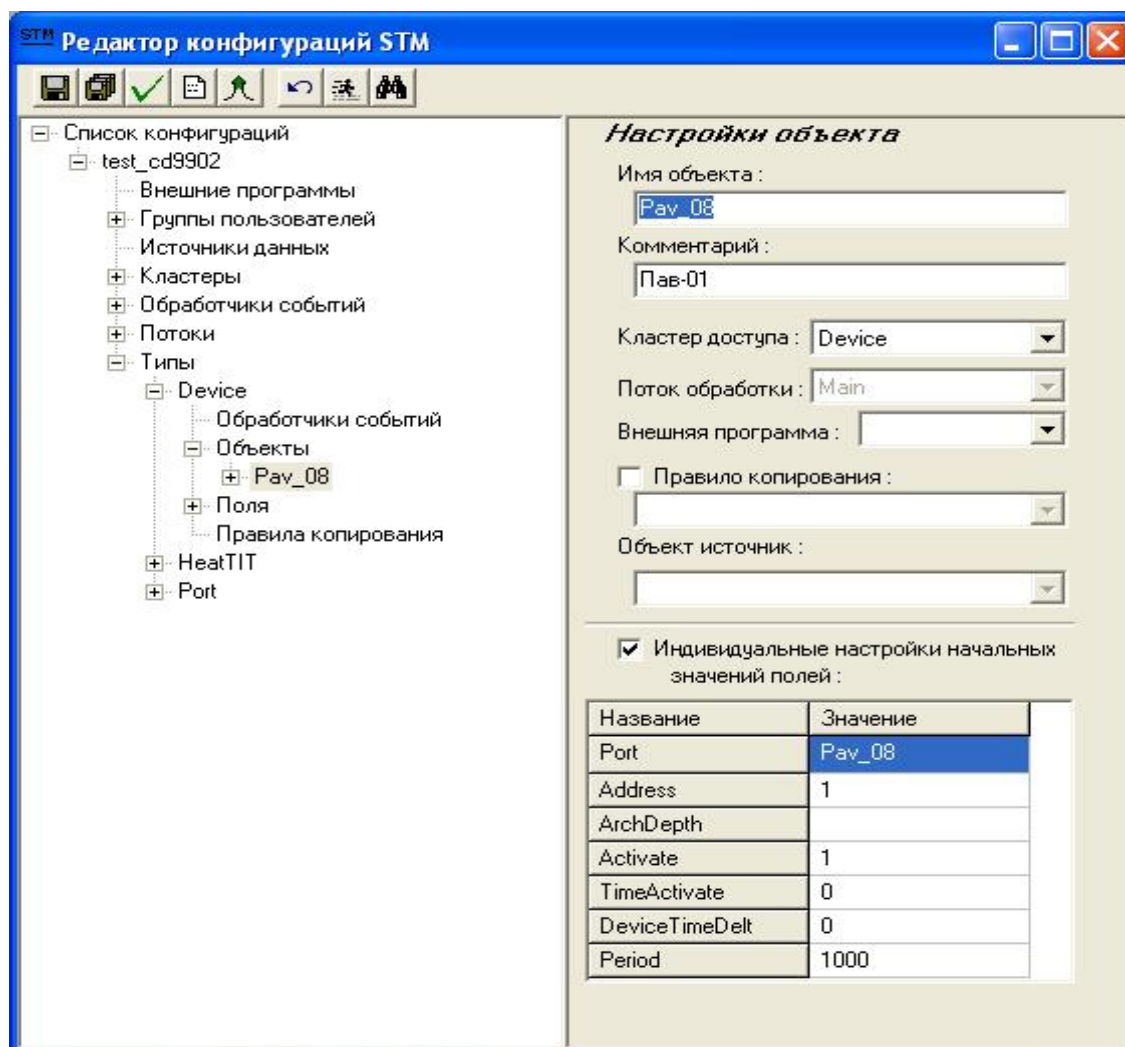 STM Редактор конфигураций STM
Список конфигураций
test_cd9902
Внешние программы
Группы пользователей
Источники данных
Кластеры
Обработчики событий
Потоки
Типы
Device
Обработчики событий
Объекты
Pav_08
Поля
Правила копирования
HeatTIT
Port
Настройки объекта
Имя объекта :
Pav_08
Комментарий :
Пав-01
Кластер доступа : Device
Поток обработки : Main
Внешняя программа :
Правило копирования :
Объект источник :
Индивидуальные настройки начальных
значений полей :
Название Значение
Port Pav_08
Address 1
ArchDepth
Activate 1
TimeActivate 0
DeviceTimeDelt 0
Period 1000